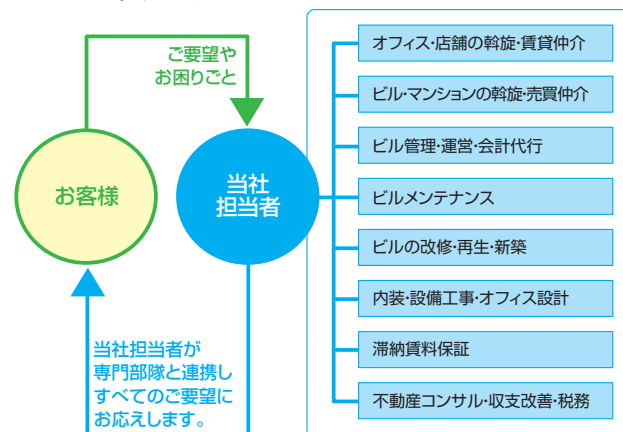 ご要望や
お困りごと
お客様
当社
担当者
当社担当者が
専門部隊と連携し
すべてのご要望に
お応えします。
オフィス・店舗の斡旋・賃貸仲介
ビル・マンションの斡旋・売買仲介
ビル管理・運営・会計代行
ビルメンテナンス
ビルの改修・再生・新築
内装・設備工事・オフィス設計
滞納賃料保証
不動産コンサル・収支改善・税務